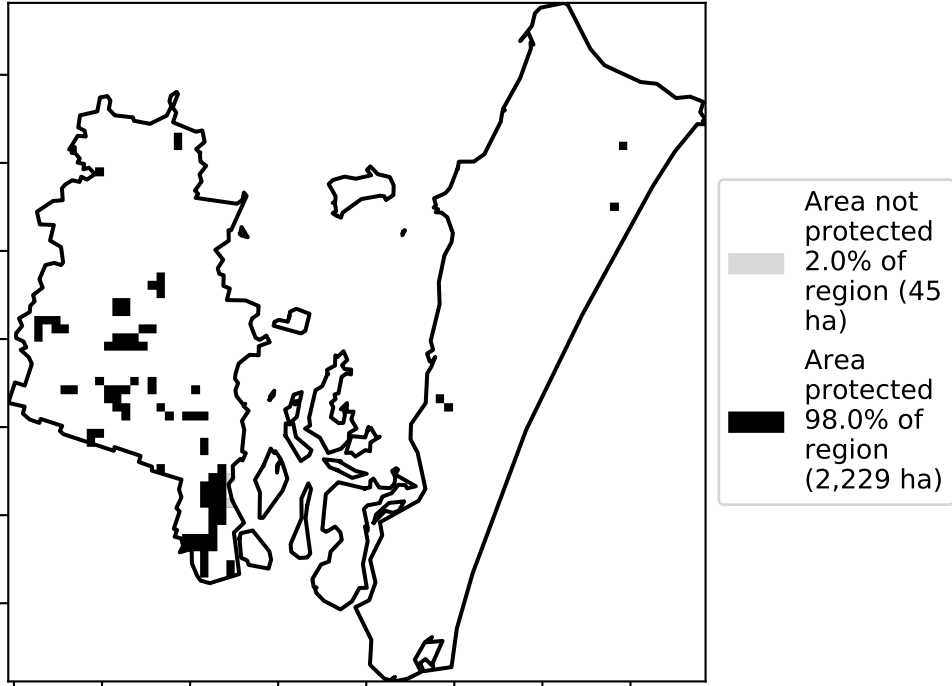 Area not
protected
2.0% of
region (45
ha)
Area
protected
98.0% of
region
(2,229 ha)